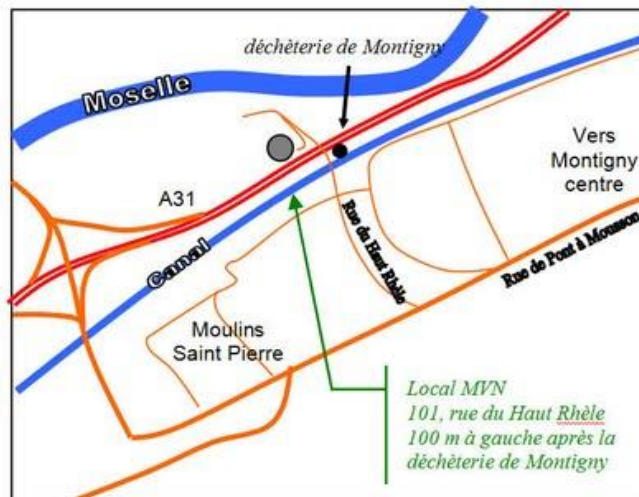 déchèterie de Montigny
Moselle
Vers
Montigny
centre
A31
Canal
Rue du Haut Rhèle
Rue de Pont à Mousson
Moulins
Saint Pierre
Local MVN
101, rue du Haut Rhèle
100 m à gauche après la
déchèterie de Montigny